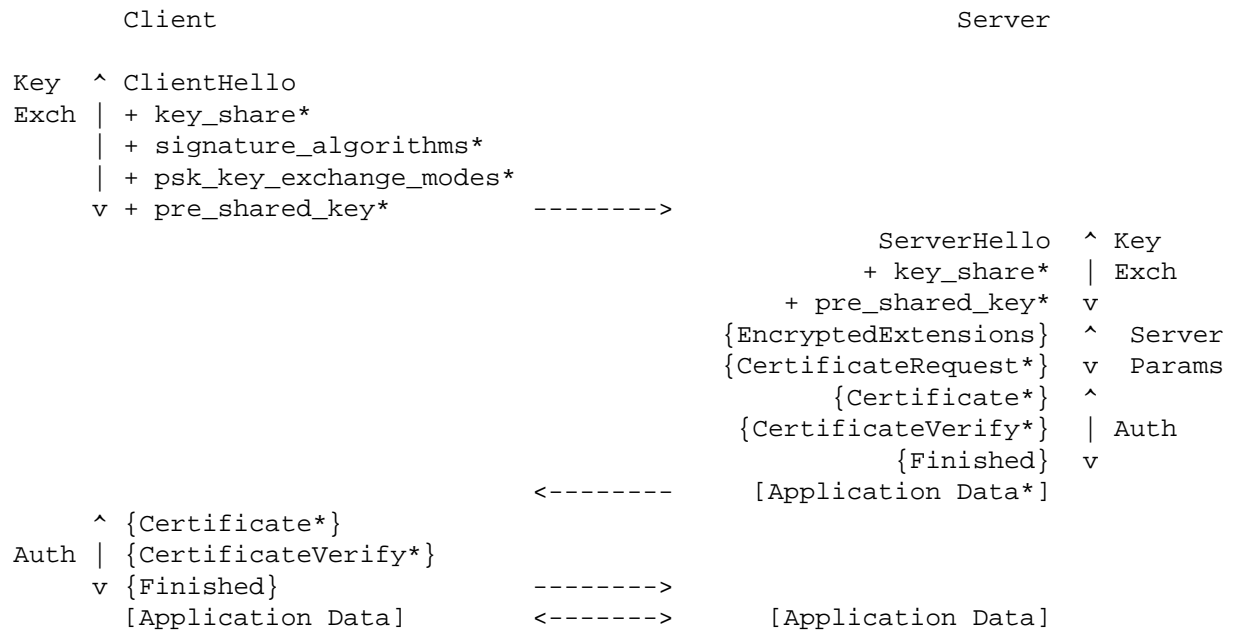 Client                                               Server

Key  ^ ClientHello
Exch | + key_share*
     | + signature_algorithms*
     | + psk_key_exchange_modes*
     v + pre_shared_key*         -------->
                                                        ServerHello  ^ Key
                                                       + key_share*  | Exch
                                                  + pre_shared_key*  v
                                              {EncryptedExtensions}  ^  Server
                                              {CertificateRequest*}  v  Params
                                                     {Certificate*}  ^
                                               {CertificateVerify*}  | Auth
                                                         {Finished}  v
                                 <--------      [Application Data*]
     ^ {Certificate*}
Auth | {CertificateVerify*}
     v {Finished}                -------->
       [Application Data]        <------->       [Application Data]